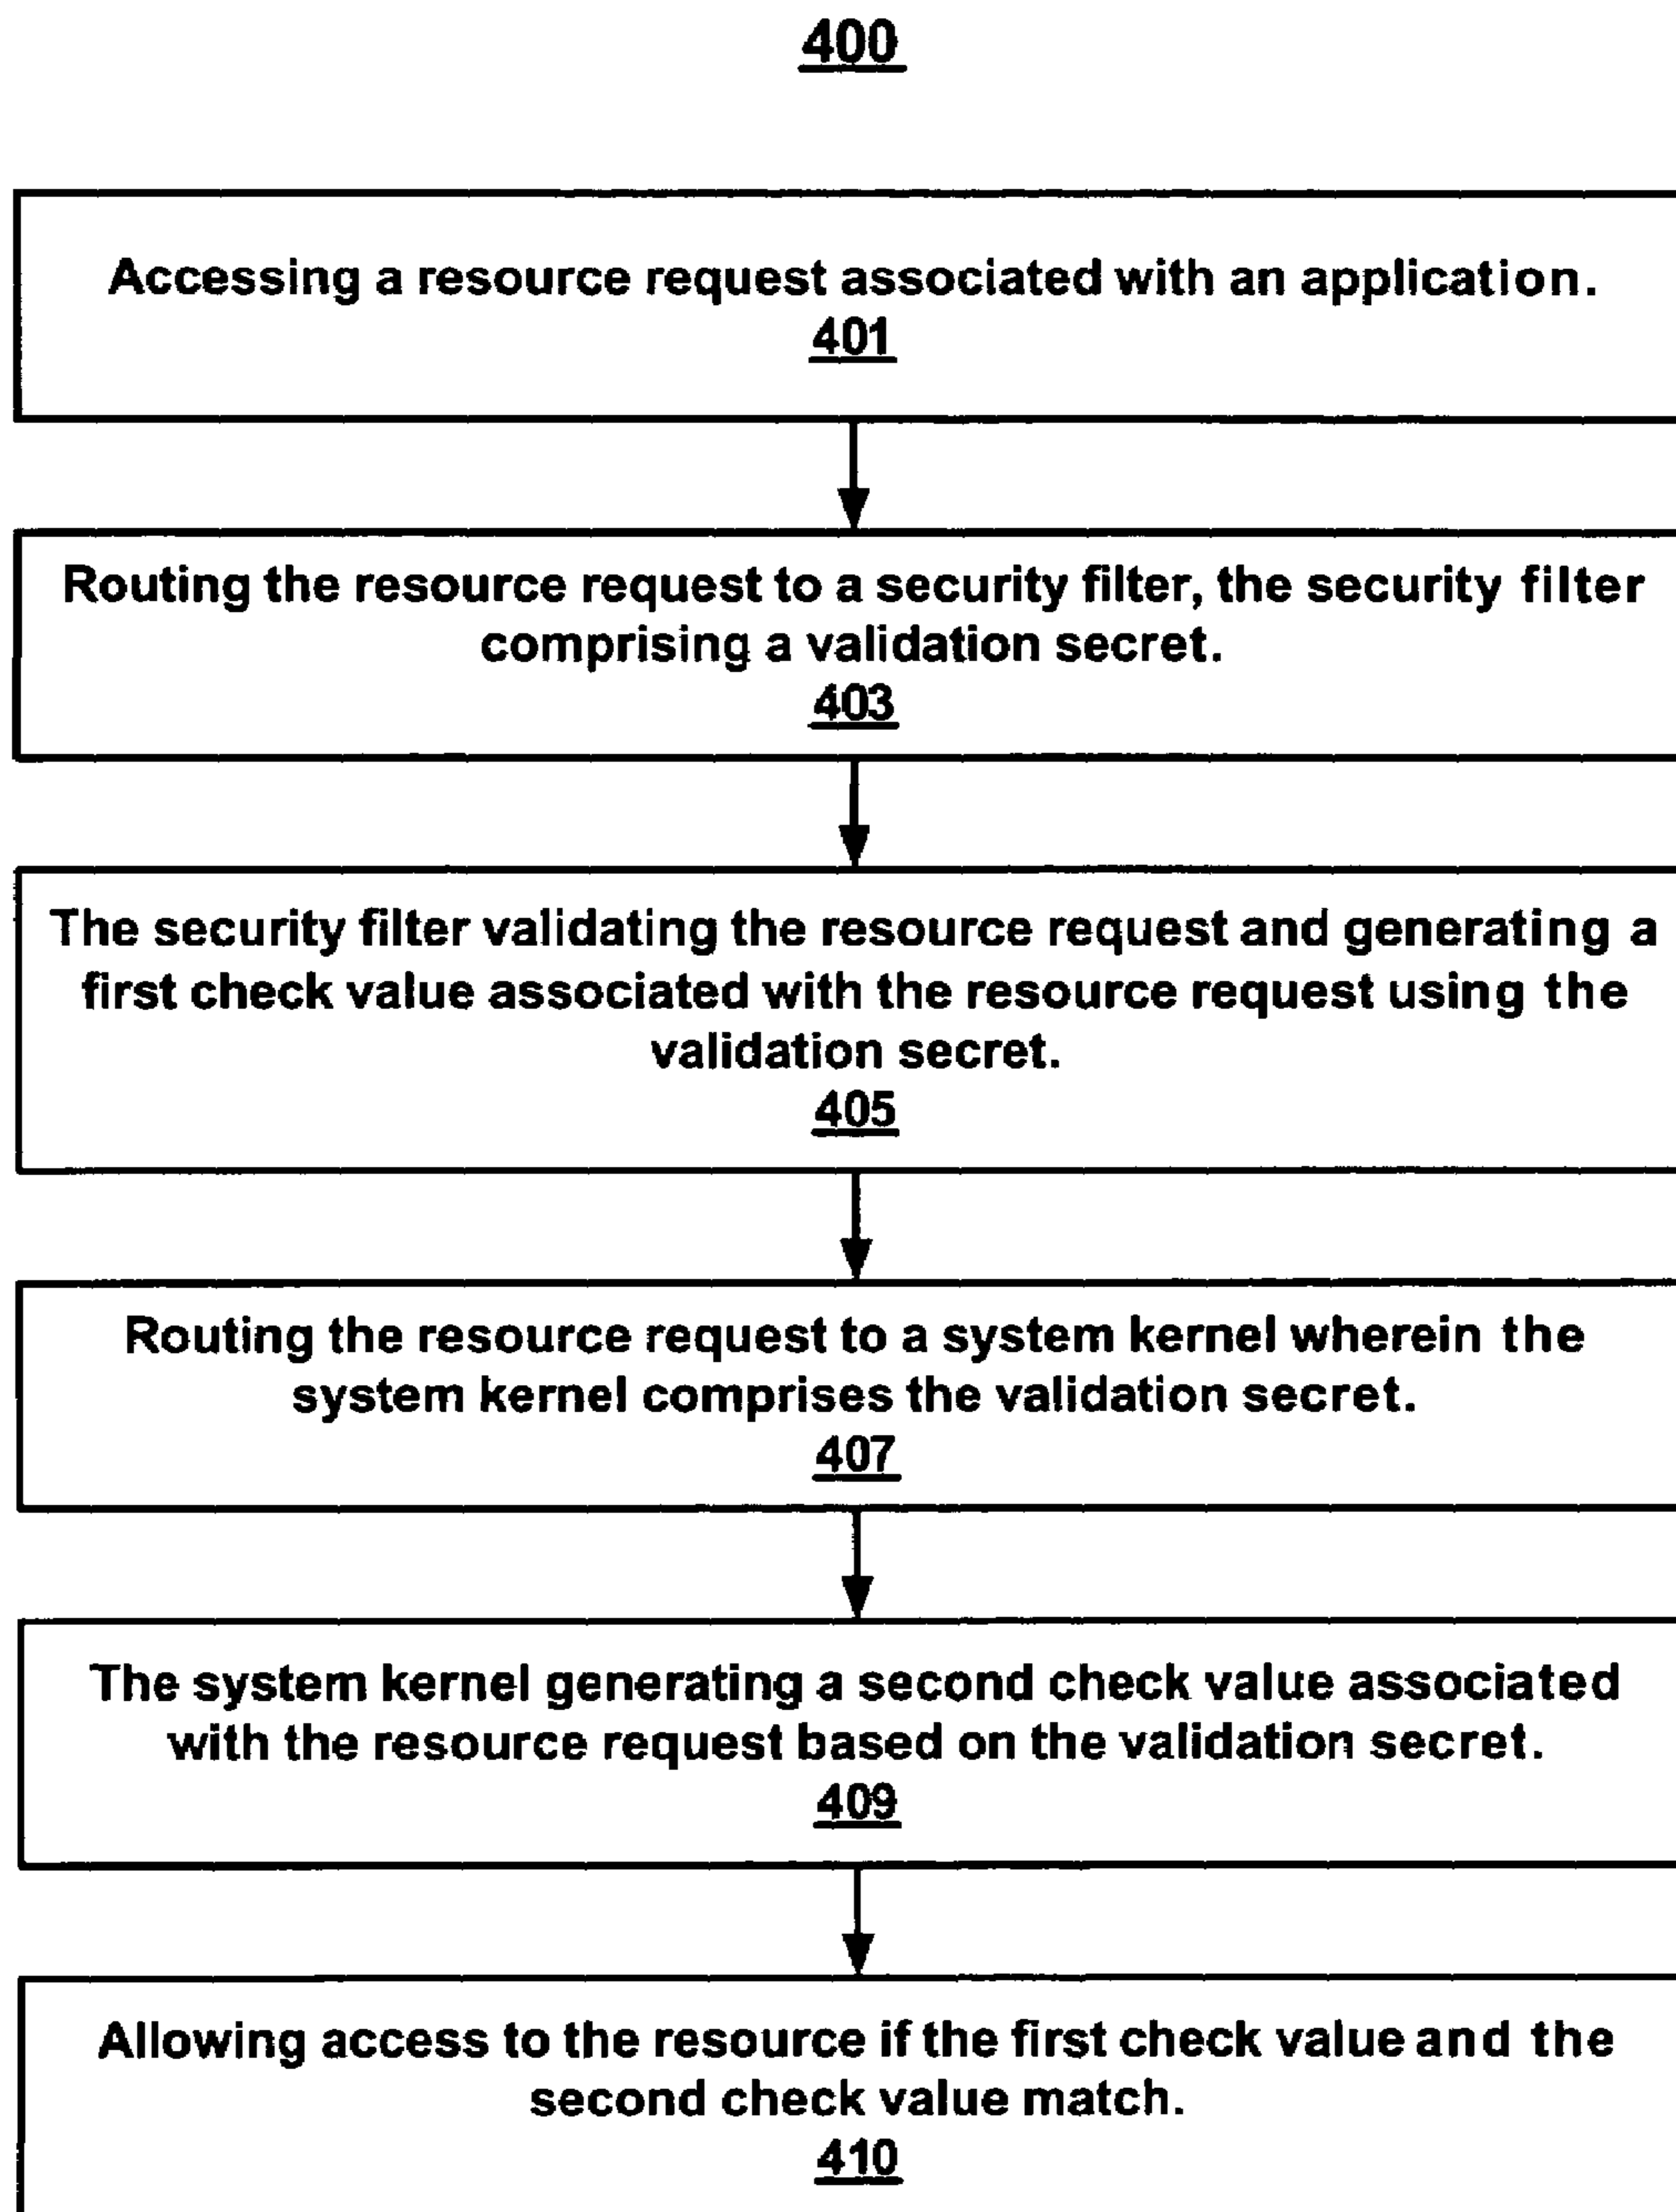 400
Accessing a resource request associated with an application.
401
Routing the resource request to a security filter, the security filter
comprising a validation secret.
403
The security filter validating the resource request and generating a
first check value associated with the resource request using the
validation secret.
405
Routing the resource request to a system kernel wherein the
system kernel comprises the validation secret.
407
The system kernel generating a second check value associated
with the resource request based on the validation secret.
409
Allowing access to the resource if the first check value and the
second check value match.
410